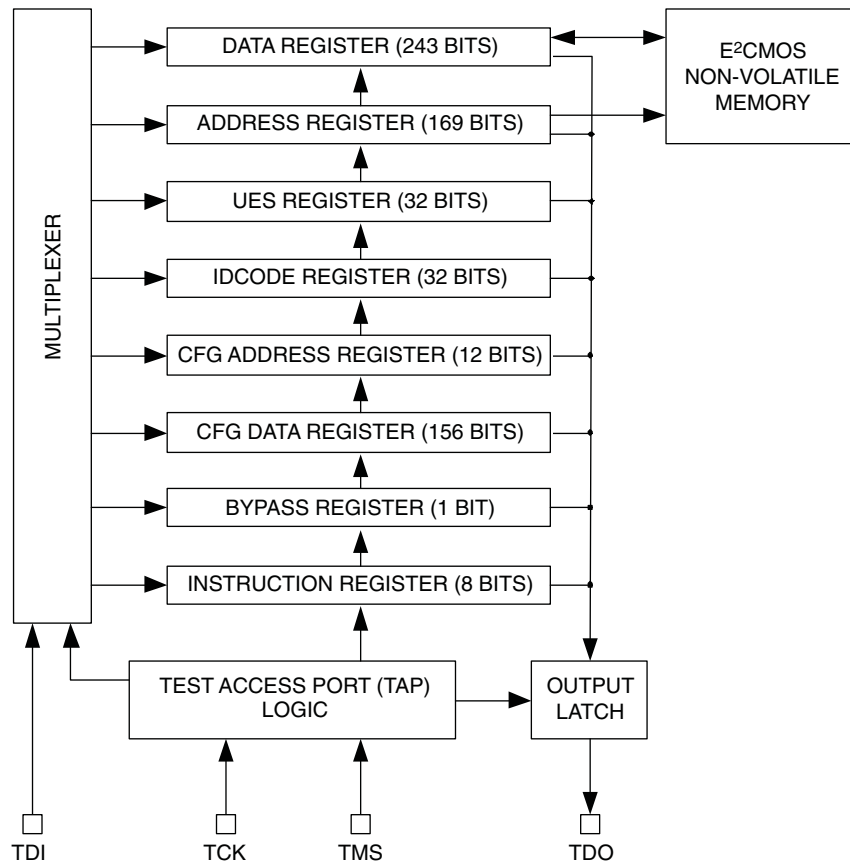 DATA REGISTER (243 BITS)
E²CMOS
NON-VOLATILE
MEMORY
ADDRESS REGISTER (169 BITS)
UES REGISTER (32 BITS)
IDCODE REGISTER (32 BITS)
MULTIPLEXER
CFG ADDRESS REGISTER (12 BITS)
CFG DATA REGISTER (156 BITS)
BYPASS REGISTER (1 BIT)
INSTRUCTION REGISTER (8 BITS)
TEST ACCESS PORT (TAP)
LOGIC
OUTPUT
LATCH
TDI
TCK
TMS
TDO